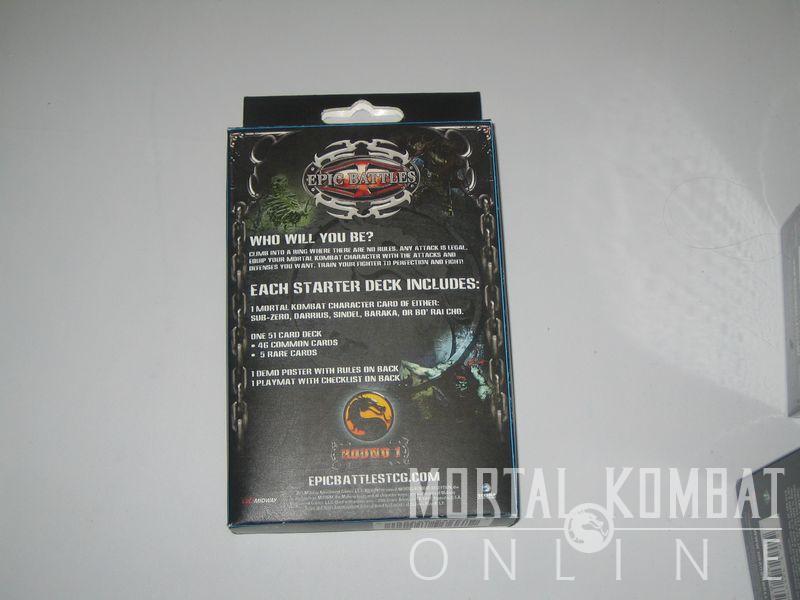 EPIC BATTLES
WHO WILL YOU BE?
CLIMB INTO A RING WHERE THERE ARE NO RULES. ANY ATTACK IS LEGAL.
EQUIP YOUR MORTAL KOMBAT CHARACTER WITH THE ATTACKS AND
DEFENSES YOU WANT. TRAIN YOUR FIGHTER TO PERFECTION AND FIGHT!
EACH STARTER DECK INCLUDES:
1 MORTAL KOMBAT CHARACTER CARD OF EITHER:
SUB-ZERO, DARRIUS, SINDEL, BARAKA, OR BO' RAI CHO.
ONE 51 CARD DECK
• 46 COMMON CARDS
• 5 RARE CARDS
1 DEMO POSTER WITH RULES ON BACK
1 PLAYMAT WITH CHECKLIST ON BACK
ROUND 1
EPICBATTLESTCG.COM
MIDWAY
MORTAL KOMBAT
ONLINE